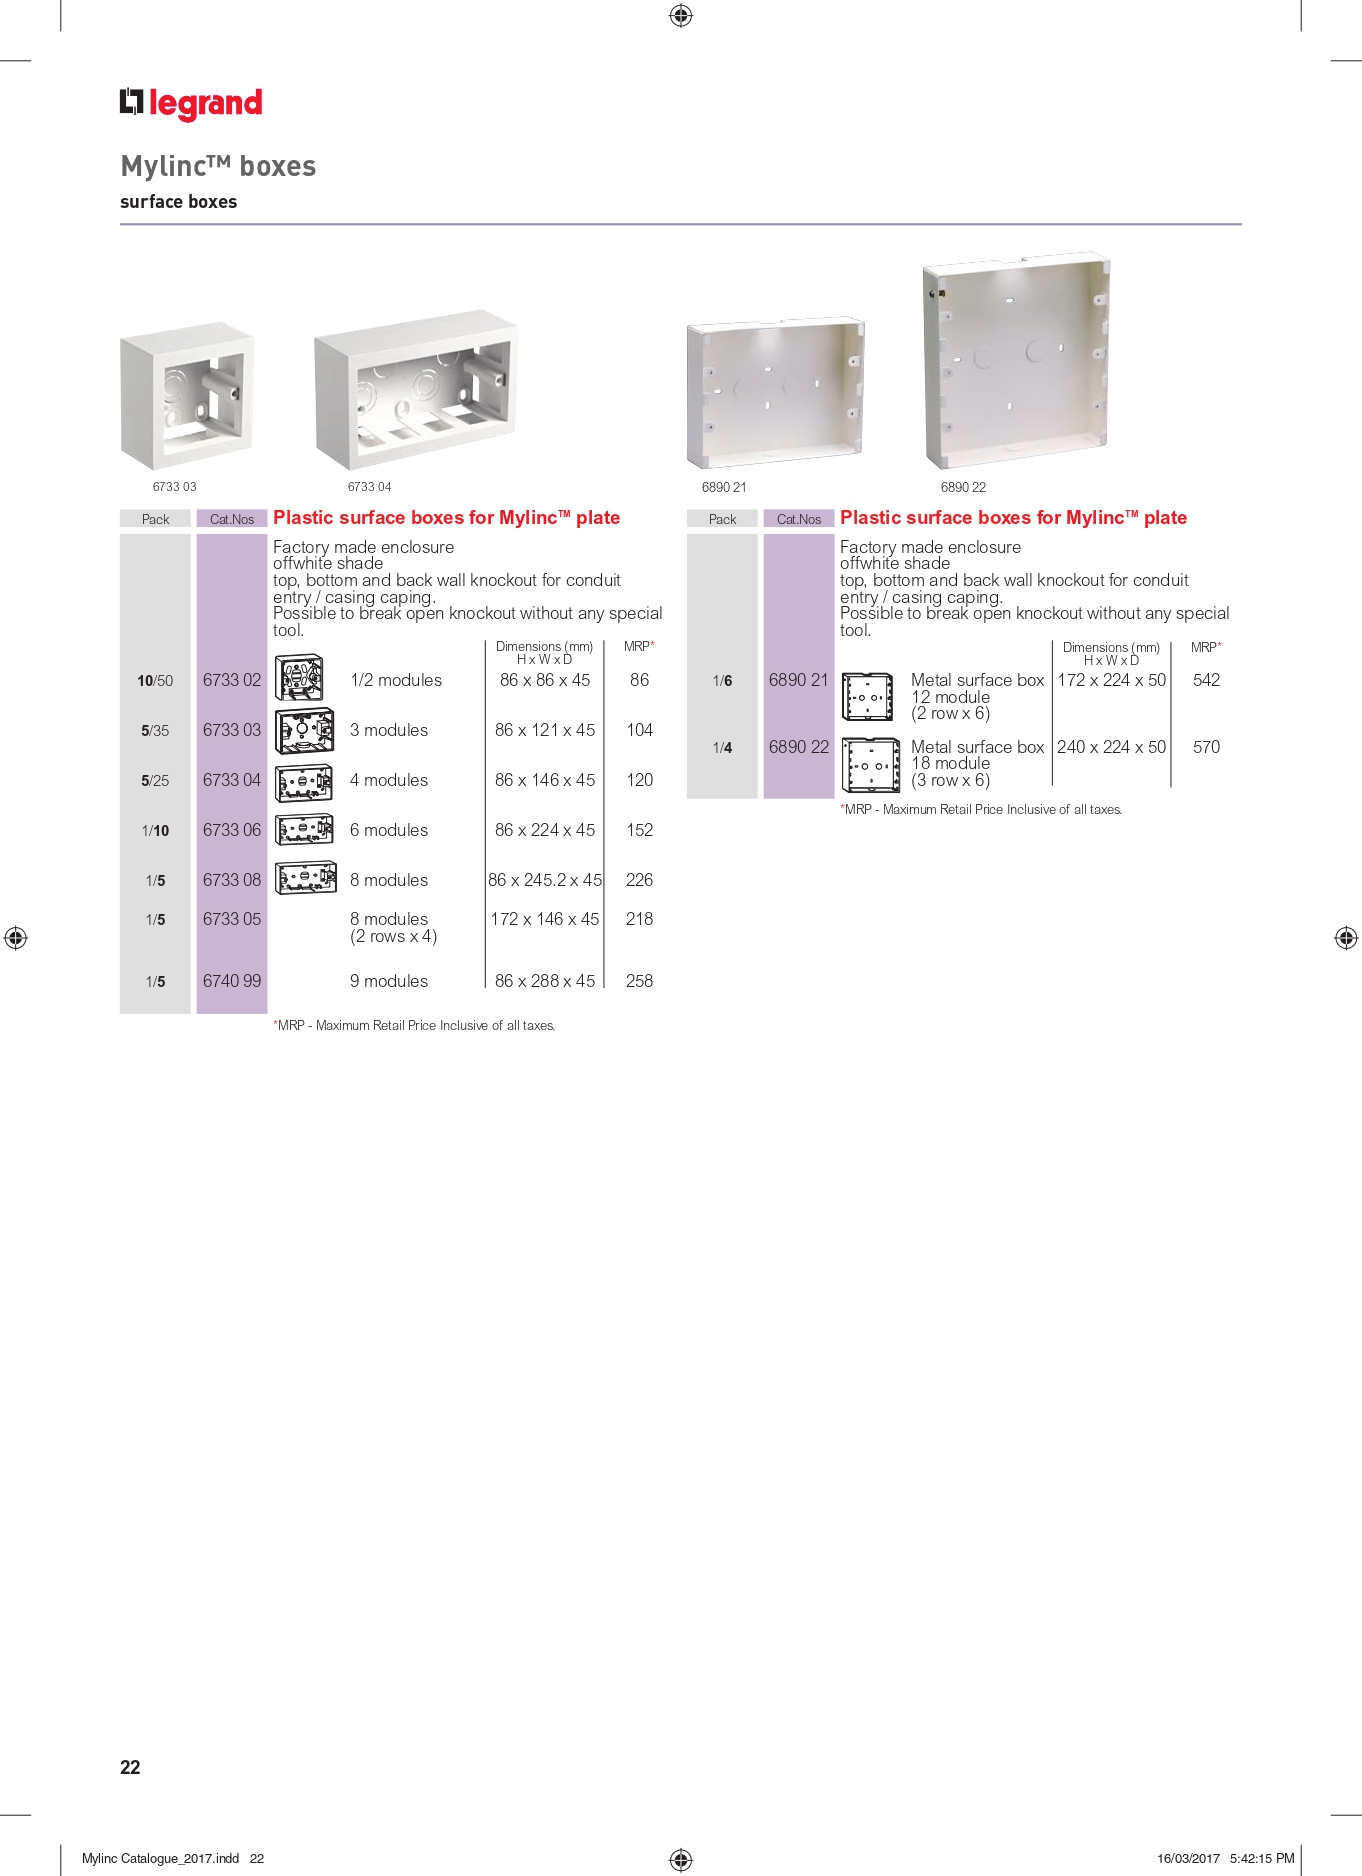 legrand
Mylinc™ boxes
surface boxes
6733 03
6733 04
6890 21
6890 22
Pack Cat.Nos Plastic surface boxes for Mylinc™ plate
Factory made enclosure
offwhite shade
top, bottom and back wall knockout for conduit
entry / casing caping.
Possible to break open knockout without any special
tool.
Dimensions (mm) MRP*
H x W x D
10/50 6733 02 1/2 modules 86 x 86 x 45 86
5/35 6733 03 3 modules 86 x 121 x 45 104
5/25 6733 04 4 modules 86 x 146 x 45 120
1/10 6733 06 6 modules 86 x 224 x 45 152
1/5 6733 08 8 modules 86 x 245.2 x 45 226
1/5 6733 05 8 modules 172 x 146 x 45 218
(2 rows x 4)
1/5 6740 99 9 modules 86 x 288 x 45 258
*MRP - Maximum Retail Price Inclusive of all taxes.
Pack Cat.Nos Plastic surface boxes for Mylinc™ plate
Factory made enclosure
offwhite shade
top, bottom and back wall knockout for conduit
entry / casing caping.
Possible to break open knockout without any special
tool.
Dimensions (mm) MRP*
H x W x D
1/6 6890 21 Metal surface box 172 x 224 x 50 542
12 module
(2 row x 6)
1/4 6890 22 Metal surface box 240 x 224 x 50 570
18 module
(3 row x 6)
*MRP - Maximum Retail Price Inclusive of all taxes.
22
Mylinc Catalogue_2017.indd 22
16/03/2017 5:42:15 PM